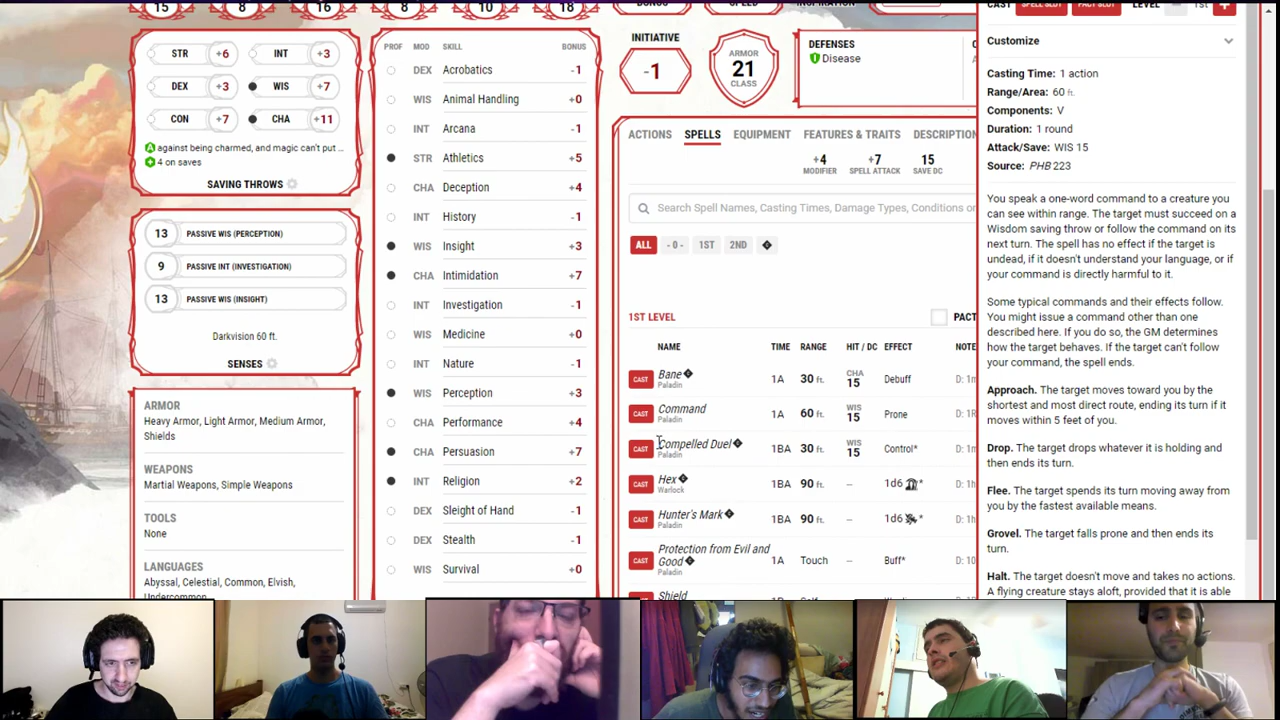 15 8 16 8 10 18
BONUS SPEED INSPIRATION
CAST SPELL SLOT PACT SLOT LEVEL 1st
STR +6 INT +3
DEX +3 WIS +7
CON +7 CHA +11
against being charmed, and magic can't put ...
4 on saves
SAVING THROWS
13 PASSIVE WIS (PERCEPTION)
9 PASSIVE INT (INVESTIGATION)
13 PASSIVE WIS (INSIGHT)
Darkvision 60 ft.
SENSES
ARMOR
Heavy Armor, Light Armor, Medium Armor,
Shields
WEAPONS
Martial Weapons, Simple Weapons
TOOLS
None
LANGUAGES
Abyssal, Celestial, Common, Elvish,
Undercommon
PROF MOD SKILL BONUS
DEX Acrobatics -1
WIS Animal Handling +0
INT Arcana -1
STR Athletics +5
CHA Deception +4
INT History -1
WIS Insight +3
CHA Intimidation +7
INT Investigation -1
WIS Medicine +0
INT Nature -1
WIS Perception +3
CHA Performance +4
CHA Persuasion +7
INT Religion +2
DEX Sleight of Hand -1
DEX Stealth -1
WIS Survival +0
INITIATIVE
-1
ARMOR
21
CLASS
DEFENSES
Disease
ACTIONS SPELLS EQUIPMENT FEATURES & TRAITS DESCRIPTION
+4 +7 15
MODIFIER SPELL ATTACK SAVE DC
Search Spell Names, Casting Times, Damage Types, Conditions or
ALL - 0 - 1ST 2ND
1ST LEVEL PACT
NAME TIME RANGE HIT / DC EFFECT NOTE
CAST Bane Paladin 1A 30 ft. CHA 15 Debuff D: 1m
CAST Command Paladin 1A 60 ft. WIS 15 Prone D: 1R
CAST Compelled Duel Paladin 1BA 30 ft. WIS 15 Control* D: 1m
CAST Hex Warlock 1BA 90 ft. -- 1d6 * D: 1h
CAST Hunter's Mark Paladin 1BA 90 ft. -- 1d6 * D: 1h
CAST Protection from Evil and Good Paladin 1A Touch -- Buff* D: 10
Shield
Customize
Casting Time: 1 action
Range/Area: 60 ft.
Components: V
Duration: 1 round
Attack/Save: WIS 15
Source: PHB 223
You speak a one-word command to a creature you
can see within range. The target must succeed on a
Wisdom saving throw or follow the command on its
next turn. The spell has no effect if the target is
undead, if it doesn't understand your language, or if
your command is directly harmful to it.
Some typical commands and their effects follow.
You might issue a command other than one
described here. If you do so, the GM determines
how the target behaves. If the target can't follow
your command, the spell ends.
Approach. The target moves toward you by the
shortest and most direct route, ending its turn if it
moves within 5 feet of you.
Drop. The target drops whatever it is holding and
then ends its turn.
Flee. The target spends its turn moving away from
you by the fastest available means.
Grovel. The target falls prone and then ends its
turn.
Halt. The target doesn't move and takes no actions.
A flying creature stays aloft, provided that it is able